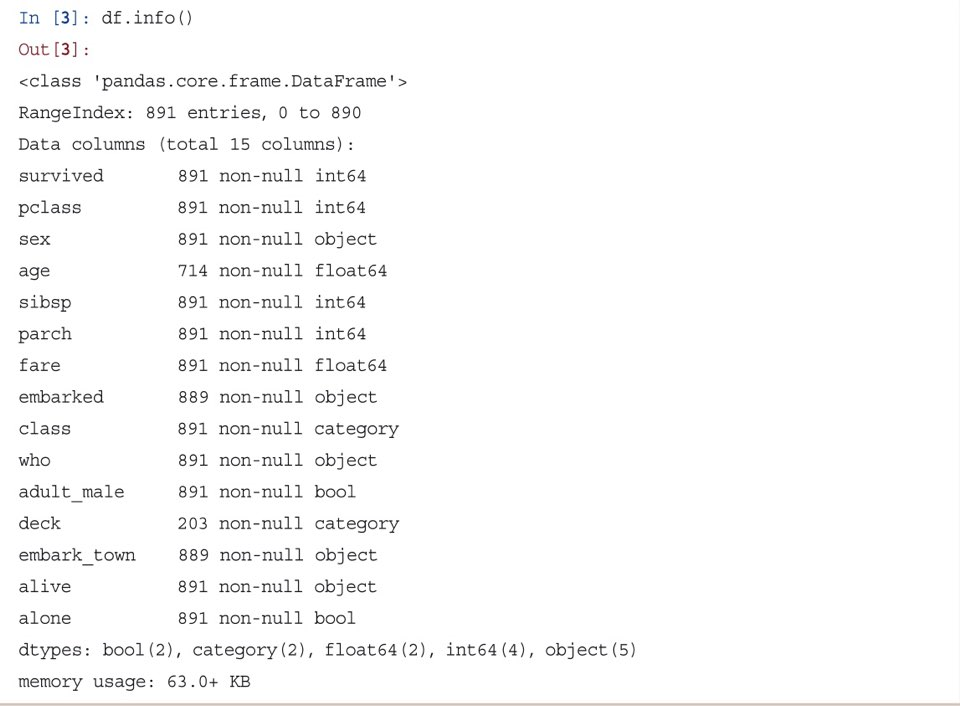 In [3]: df.info()
Out[3]:
<class 'pandas.core.frame.DataFrame'>
RangeIndex: 891 entries, 0 to 890
Data columns (total 15 columns):
survived       891 non-null int64
pclass         891 non-null int64
sex            891 non-null object
age            714 non-null float64
sibsp          891 non-null int64
parch          891 non-null int64
fare           891 non-null float64
embarked       889 non-null object
class          891 non-null category
who            891 non-null object
adult_male     891 non-null bool
deck           203 non-null category
embark_town    889 non-null object
alive          891 non-null object
alone          891 non-null bool
dtypes: bool(2), category(2), float64(2), int64(4), object(5)
memory usage: 63.0+ KB